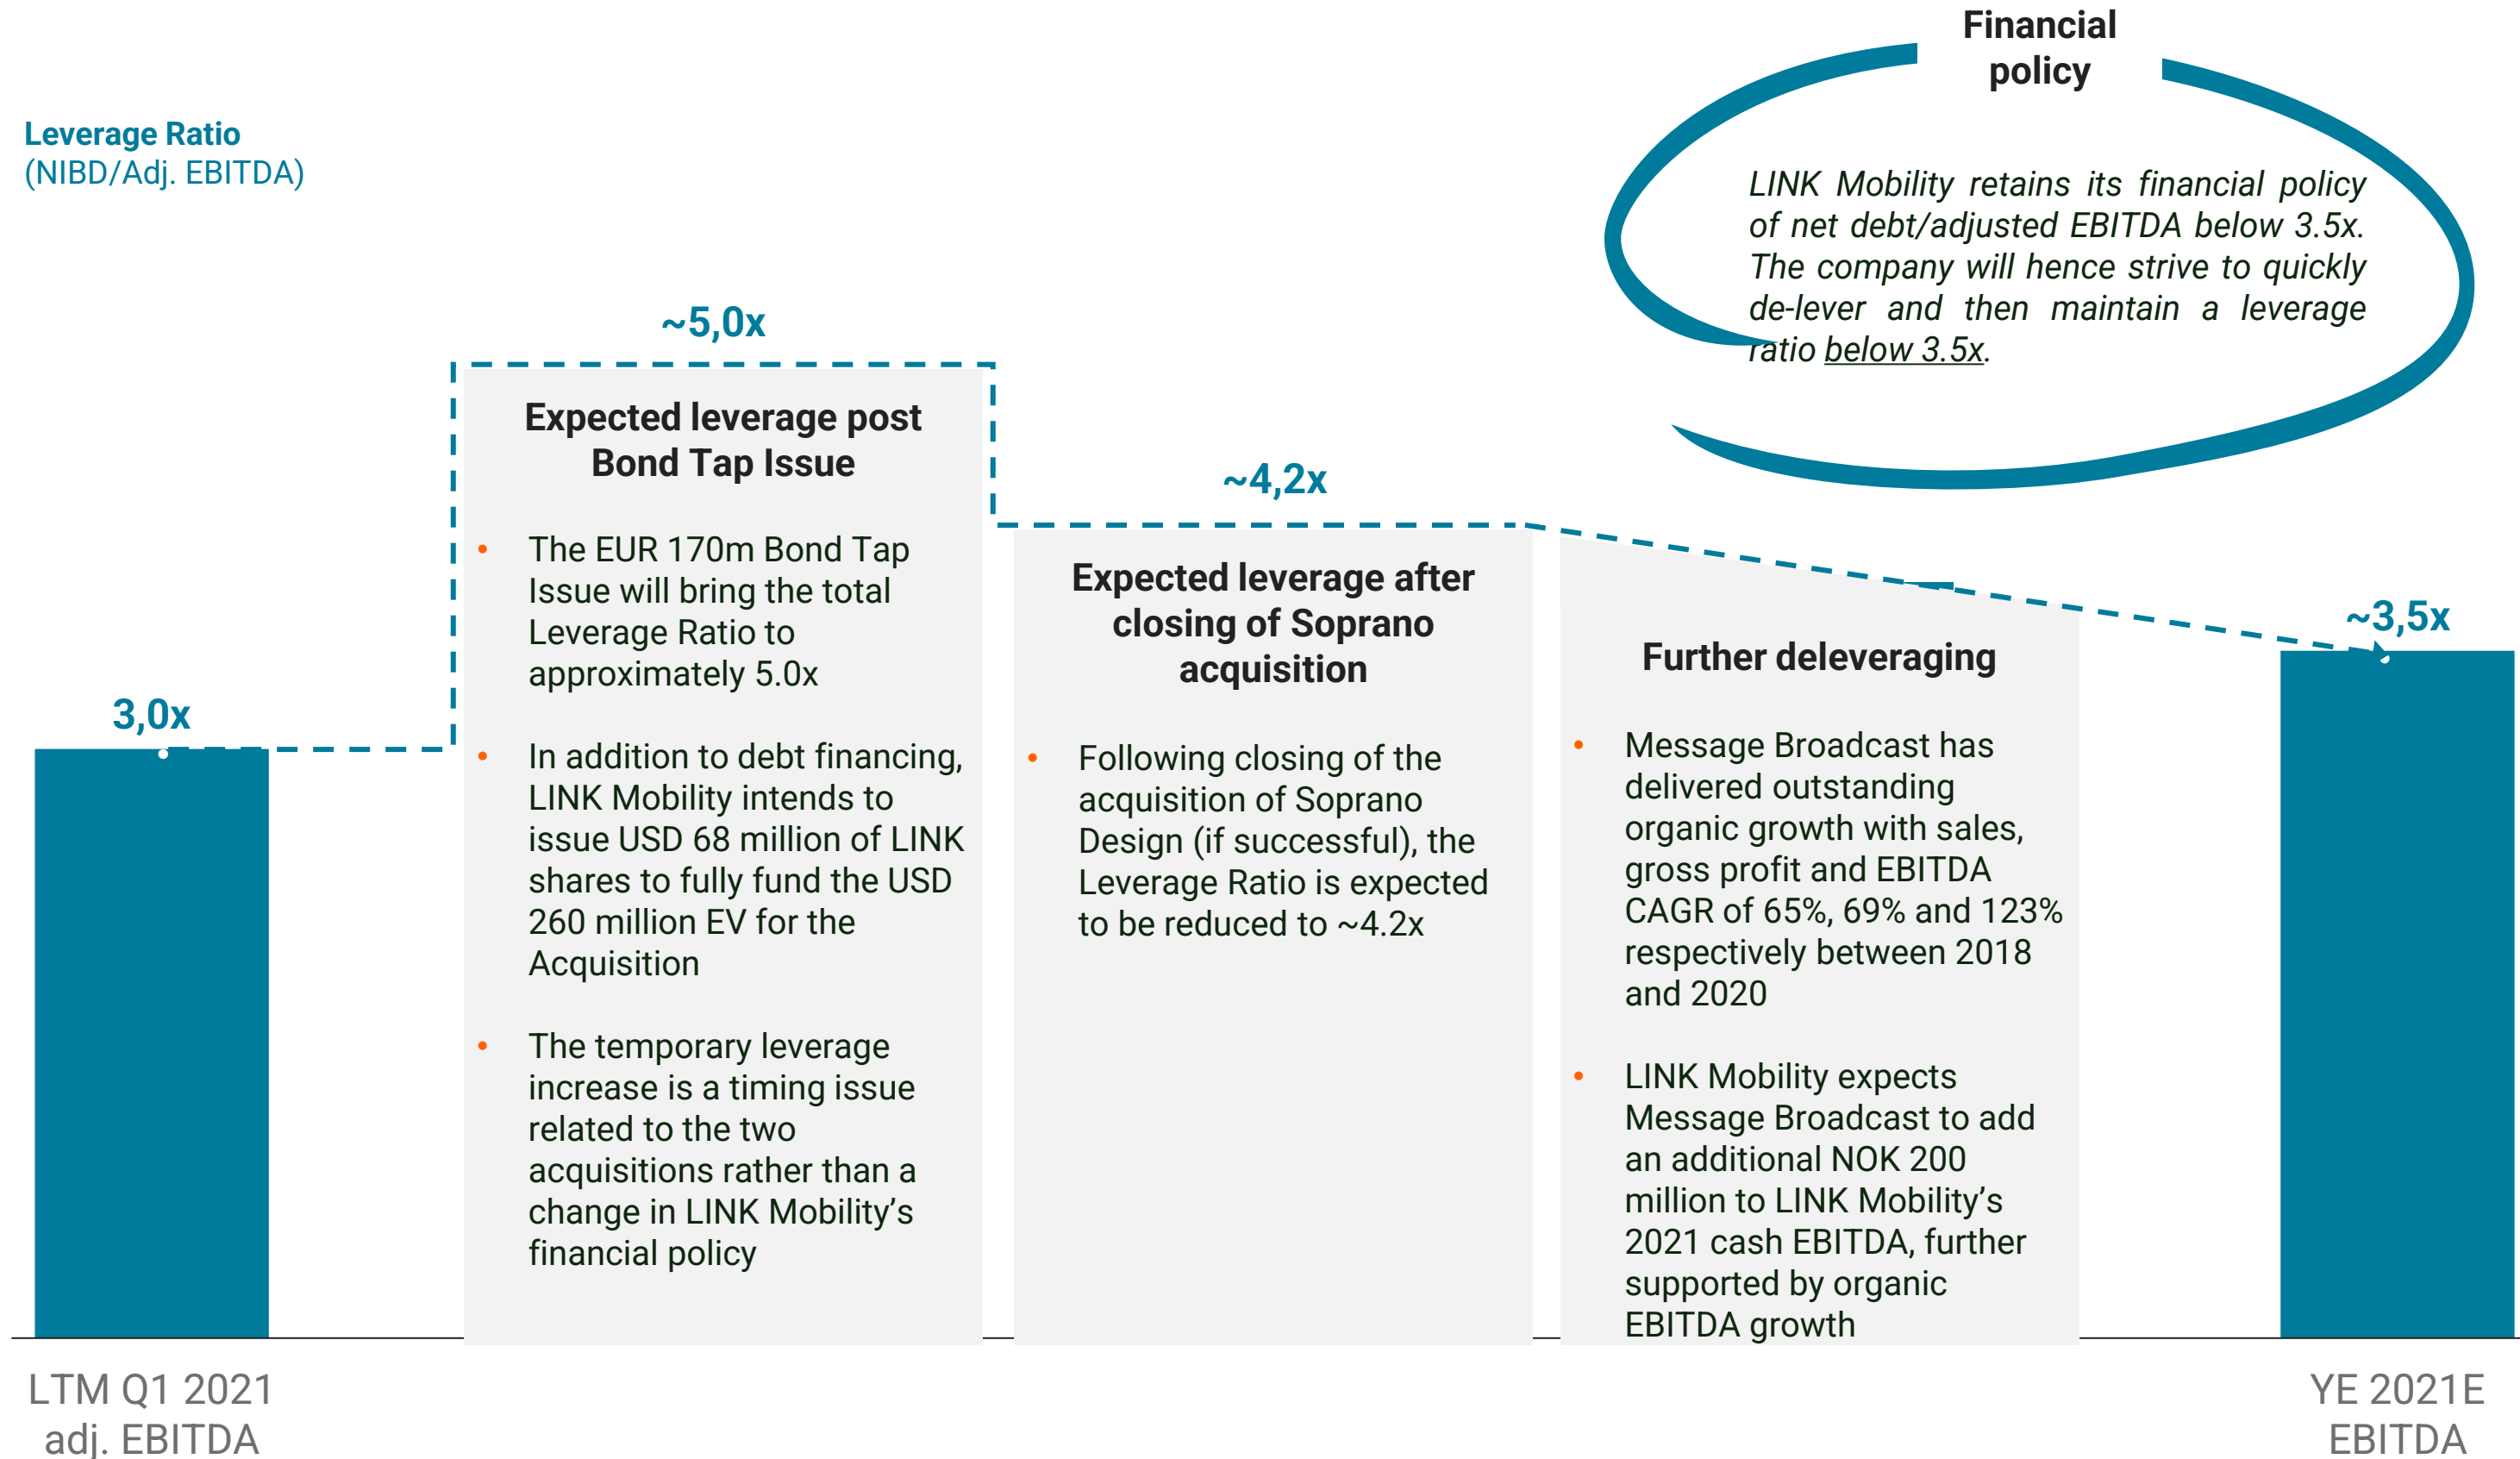 Financial
policy
Leverage Ratio
(NIBD/Adj. EBITDA)
LINK Mobility retains its financial policy
of net debt/adjusted EBITDA below 3.5x.
The company will hence strive to quickly
de-lever and then maintain a leverage
ratio below 3.5x.
~5,0x
Expected leverage post
Bond Tap Issue
• The EUR 170m Bond Tap
Issue will bring the total
Leverage Ratio to
approximately 5.0x
• In addition to debt financing,
LINK Mobility intends to
issue USD 68 million of LINK
shares to fully fund the USD
260 million EV for the
Acquisition
• The temporary leverage
increase is a timing issue
related to the two
acquisitions rather than a
change in LINK Mobility’s
financial policy
~4,2x
Expected leverage after
closing of Soprano
acquisition
• Following closing of the
acquisition of Soprano
Design (if successful), the
Leverage Ratio is expected
to be reduced to ~4.2x
Further deleveraging
• Message Broadcast has
delivered outstanding
organic growth with sales,
gross profit and EBITDA
CAGR of 65%, 69% and 123%
respectively between 2018
and 2020
• LINK Mobility expects
Message Broadcast to add
an additional NOK 200
million to LINK Mobility’s
2021 cash EBITDA, further
supported by organic
EBITDA growth
3,0x
~3,5x
LTM Q1 2021
adj. EBITDA
YE 2021E
EBITDA